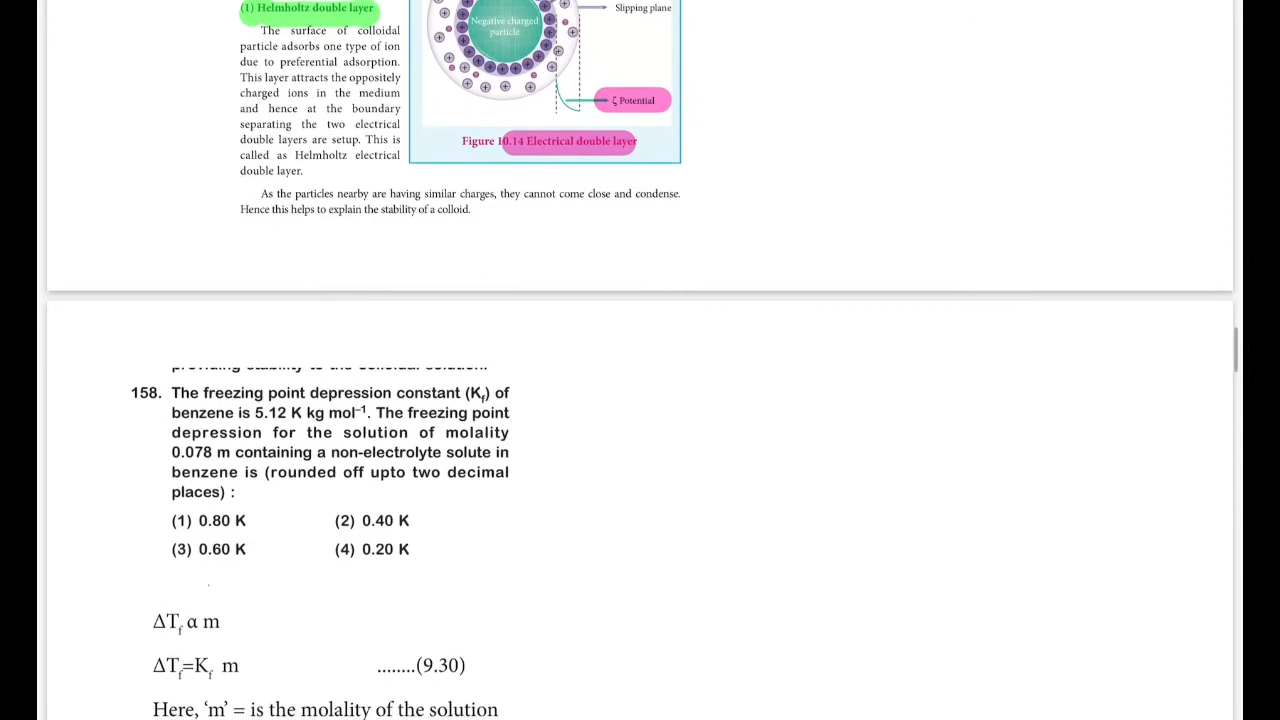 (1) Helmholtz double layer
The surface of colloidal
particle adsorbs one type of ion
due to preferential adsorption.
This layer attracts the oppositely
charged ions in the medium
and hence at the boundary
separating the two electrical
double layers are setup. This is
called as Helmholtz electrical
double layer.
Slipping plane
Negative charged
particle
ζ Potential
Figure 10.14 Electrical double layer
As the particles nearby are having similar charges, they cannot come close and condense.
Hence this helps to explain the stability of a colloid.
providing stability to the colloidal solution.
158. The freezing point depression constant (Kf) of
benzene is 5.12 K kg mol⁻¹. The freezing point
depression for the solution of molality
0.078 m containing a non-electrolyte solute in
benzene is (rounded off upto two decimal
places) :
(1) 0.80 K (2) 0.40 K
(3) 0.60 K (4) 0.20 K
ΔTf α m
ΔTf=Kf m ........(9.30)
Here, ‘m’ = is the molality of the solution